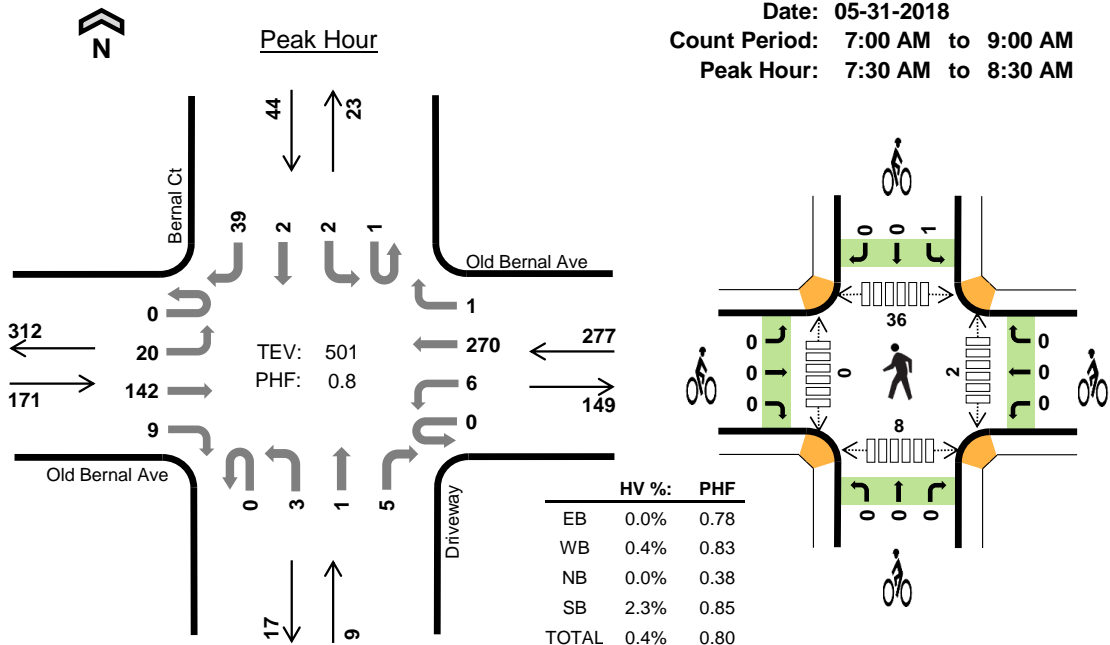 N
Peak Hour
Date: 05-31-2018
Count Period: 7:00 AM to 9:00 AM
Peak Hour: 7:30 AM to 8:30 AM
44
23
Bernal Ct
39
2
2
1
Old Bernal Ave
0
20
142
9
312
171
TEV: 501
PHF: 0.8
1
270
6
0
277
149
Old Bernal Ave
0
3
1
5
Driveway
17
9
HV %: PHF
EB 0.0% 0.78
WB 0.4% 0.83
NB 0.0% 0.38
SB 2.3% 0.85
TOTAL 0.4% 0.80
0
0
1
36
0
0
0
0
2
0
0
0
8
0
0
0